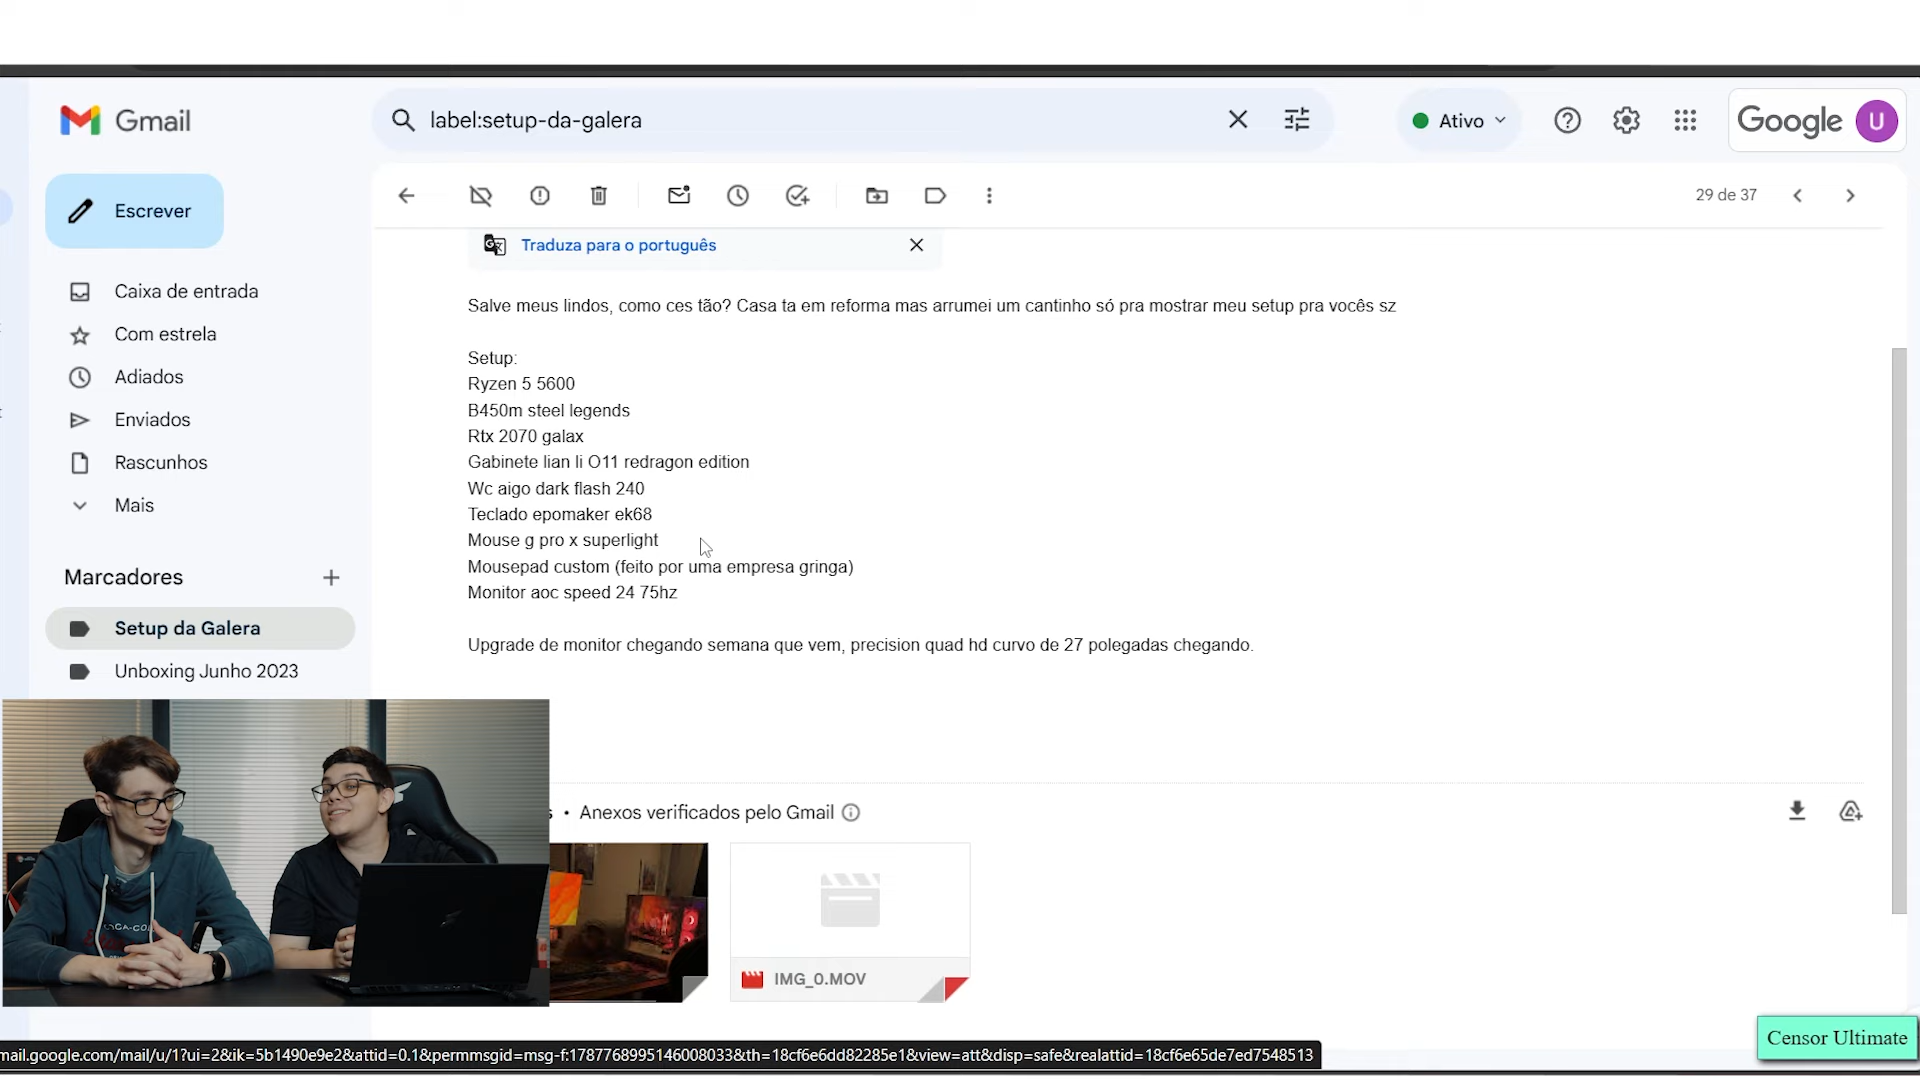 Gmail
label:setup-da-galera
Ativo
Google
U
Escrever
29 de 37
Traduza para o português
Caixa de entrada
Com estrela
Adiados
Enviados
Rascunhos
Mais
Marcadores
Setup da Galera
Unboxing Junho 2023
Salve meus lindos, como ces tão? Casa ta em reforma mas arrumei um cantinho só pra mostrar meu setup pra vocês sz
Setup:
Ryzen 5 5600
B450m steel legends
Rtx 2070 galax
Gabinete lian li O11 redragon edition
Wc aigo dark flash 240
Teclado epomaker ek68
Mouse g pro x superlight
Mousepad custom (feito por uma empresa gringa)
Monitor aoc speed 24 75hz
Upgrade de monitor chegando semana que vem, precision quad hd curvo de 27 polegadas chegando.
• Anexos verificados pelo Gmail
IMG_0.MOV
Censor Ultimate
mail.google.com/mail/u/1?ui=2&ik=5b1490e9e2&attid=0.1&permmsgid=msg-f:1787768995146008033&th=18cf6e6dd82285e1&view=att&disp=safe&realattid=18cf6e65de7ed7548513